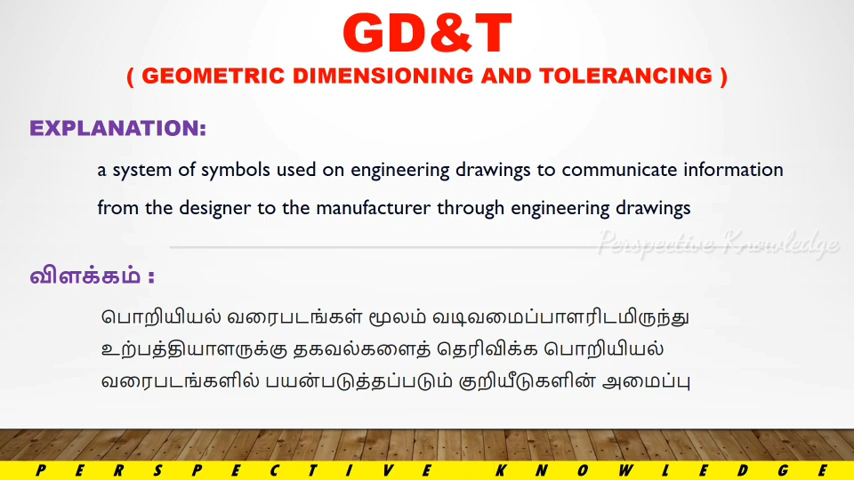 GD&T
( GEOMETRIC DIMENSIONING AND TOLERANCING )
EXPLANATION:
a system of symbols used on engineering drawings to communicate information
from the designer to the manufacturer through engineering drawings
Perspective Knowledge
விளக்கம் :
பொறியியல் வரைபடங்கள் மூலம் வடிவமைப்பாளரிடமிருந்து
உற்பத்தியாளருக்கு தகவல்களைத் தெரிவிக்க பொறியியல்
வரைபடங்களில் பயன்படுத்தப்படும் குறியீடுகளின் அமைப்பு
PERSPECTIVE KNOWLEDGE